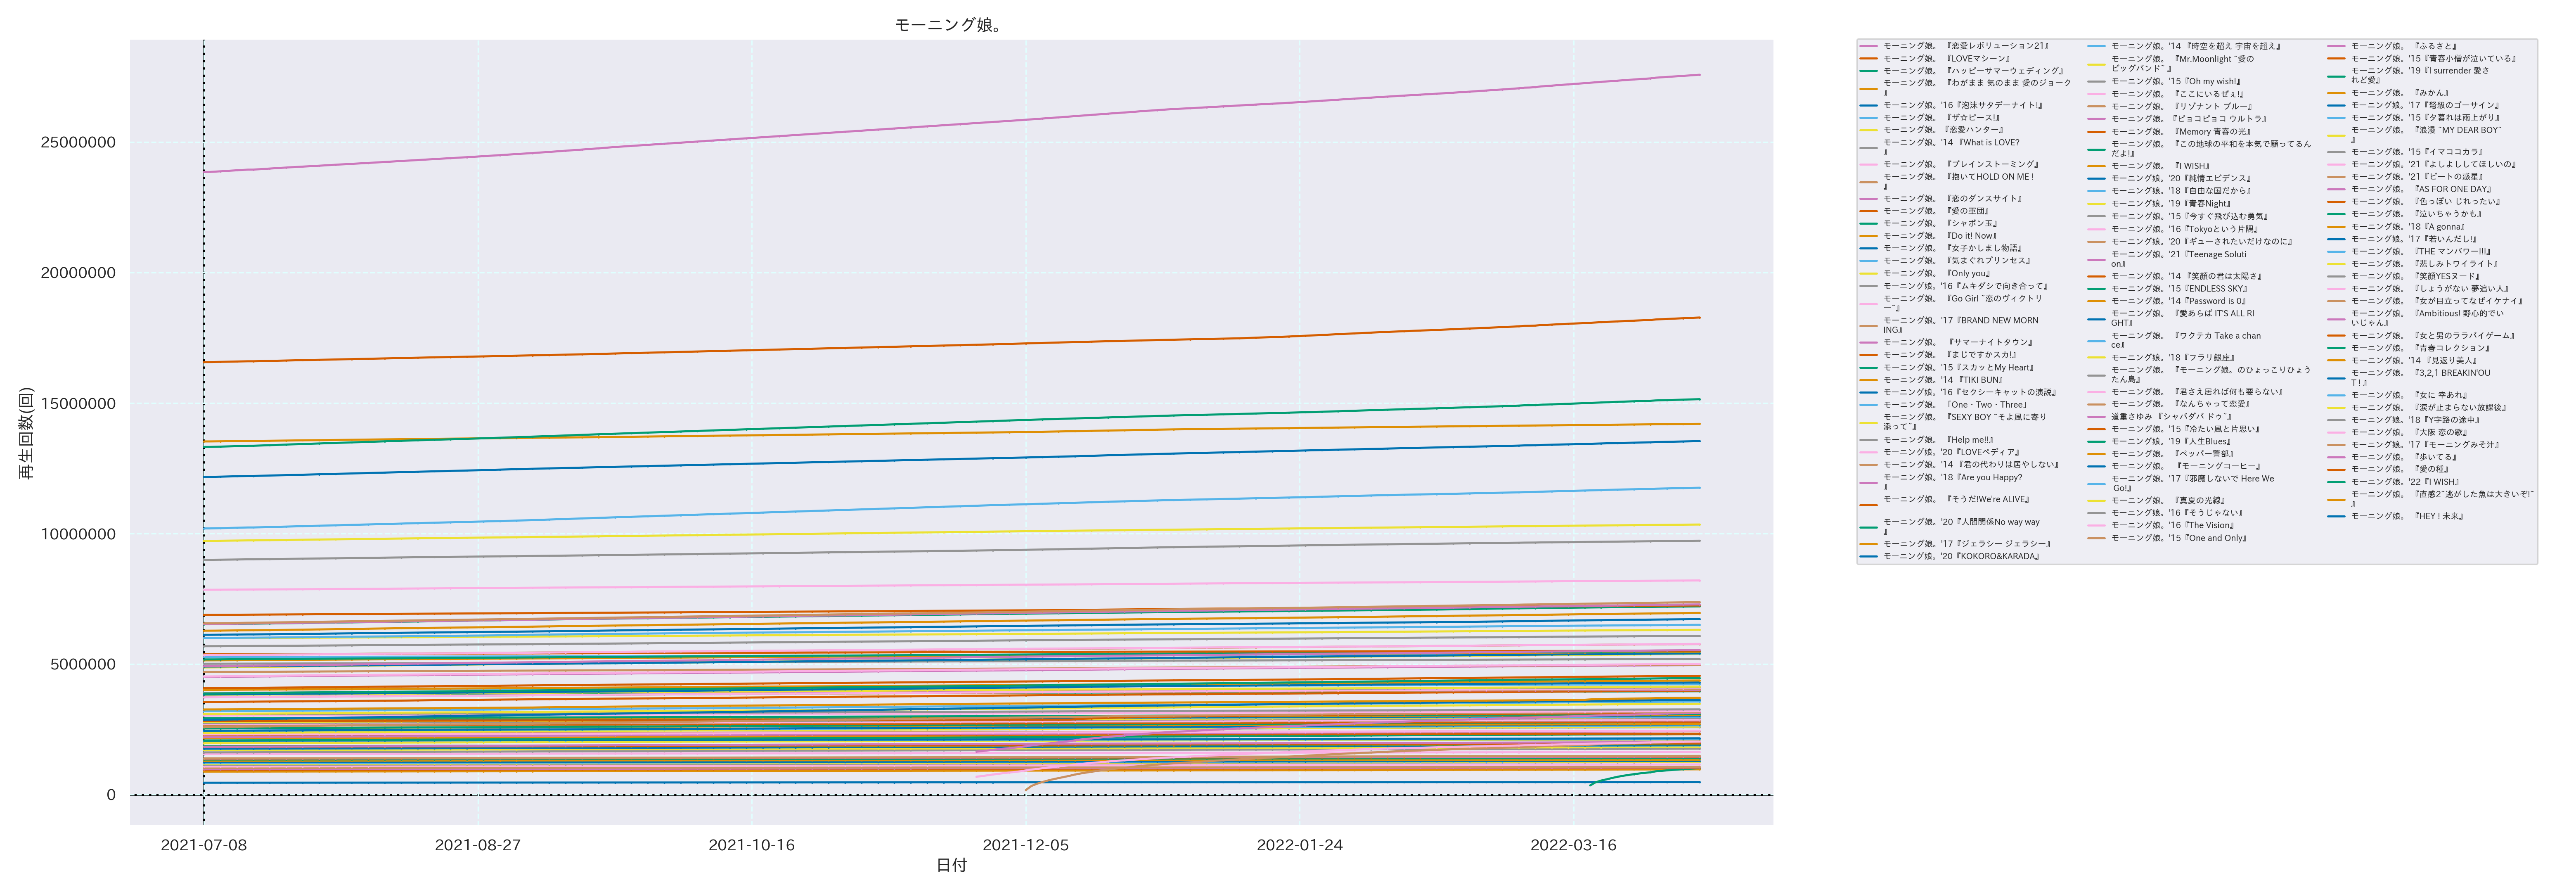 モーニング娘。
再生回数(回)
25000000
20000000
15000000
10000000
5000000
0
2021-07-08
2021-08-27
2021-10-16
2021-12-05
2022-01-24
2022-03-16
日付
モーニング娘。 『恋愛レボリューション21』
モーニング娘。 『LOVEマシーン』
モーニング娘。 『ハッピーサマーウェディング』
モーニング娘。 『わがまま 気のまま 愛のジョーク
』
モーニング娘。'16『泡沫サタデーナイト!』
モーニング娘。 『ザ☆ピース!』
モーニング娘。 『恋愛ハンター』
モーニング娘。'14 『What is LOVE?
』
モーニング娘。 『ブレインストーミング』
モーニング娘。 『抱いてHOLD ON ME !
』
モーニング娘。 『恋のダンスサイト』
モーニング娘。 『愛の軍団』
モーニング娘。 『シャボン玉』
モーニング娘。 『Do it! Now』
モーニング娘。 『女子かしまし物語』
モーニング娘。 『気まぐれプリンセス』
モーニング娘。 『Only you』
モーニング娘。'16『ムキダシで向き合って』
モーニング娘。 『Go Girl ~恋のヴィクトリ
ー~』
モーニング娘。'17『BRAND NEW MORN
ING』
モーニング娘。 『サマーナイトタウン』
モーニング娘。 『まじですかスカ!』
モーニング娘。'15『スカッとMy Heart』
モーニング娘。'14 『TIKI BUN』
モーニング娘。'16『セクシーキャットの演説』
モーニング娘。 「One・Two・Three」
モーニング娘。 『SEXY BOY ~そよ風に寄り
添って~』
モーニング娘。 『Help me!!』
モーニング娘。'20『LOVEペディア』
モーニング娘。'14 『君の代わりは居やしない』
モーニング娘。'18『Are you Happy?
』
モーニング娘。 『そうだ!We're ALIVE』
モーニング娘。'20『人間関係No way way
』
モーニング娘。'17『ジェラシー ジェラシー』
モーニング娘。'20『KOKORO&KARADA』
モーニング娘。'14 『時空を超え 宇宙を超え』
モーニング娘。 『Mr.Moonlight ~愛の
ビッグバンド~』
モーニング娘。'15『Oh my wish!』
モーニング娘。 『ここにいるぜぇ!』
モーニング娘。 『リゾナント ブルー』
モーニング娘。 『ピョコピョコ ウルトラ』
モーニング娘。 『Memory 青春の光』
モーニング娘。 『この地球の平和を本気で願ってるん
だよ!』
モーニング娘。 『I WISH』
モーニング娘。'20『純情エビデンス』
モーニング娘。'18『自由な国だから』
モーニング娘。'19『青春Night』
モーニング娘。'15『今すぐ飛び込む勇気』
モーニング娘。'16『Tokyoという片隅』
モーニング娘。'20『ギューされたいだけなのに』
モーニング娘。'21『Teenage Soluti
on』
モーニング娘。'14 『笑顔の君は太陽さ』
モーニング娘。'15『ENDLESS SKY』
モーニング娘。'14『Password is 0』
モーニング娘。 『愛あらば IT'S ALL RI
GHT』
モーニング娘。 『ワクテカ Take a chan
ce』
モーニング娘。'18『フラリ銀座』
モーニング娘。 『モーニング娘。のひょっこりひょう
たん島』
モーニング娘。 『君さえ居れば何も要らない』
モーニング娘。 『なんちゃって恋愛』
道重さゆみ 『シャバダバ ドゥ~』
モーニング娘。'15『冷たい風と片思い』
モーニング娘。'19『人生Blues』
モーニング娘。 『ペッパー警部』
モーニング娘。 『モーニングコーヒー』
モーニング娘。'17『邪魔しないで Here We
Go!』
モーニング娘。 『真夏の光線』
モーニング娘。'16『そうじゃない』
モーニング娘。'16『The Vision』
モーニング娘。'15『One and Only』
モーニング娘。 『ふるさと』
モーニング娘。'15『青春小僧が泣いている』
モーニング娘。'19『I surrender 愛さ
れど愛』
モーニング娘。 『みかん』
モーニング娘。'17『弩級のゴーサイン』
モーニング娘。'15『夕暮れは雨上がり』
モーニング娘。 『浪漫 ~MY DEAR BOY~
』
モーニング娘。'15『イマココカラ』
モーニング娘。'21『よしよししてほしいの』
モーニング娘。'21『ビートの惑星』
モーニング娘。 『AS FOR ONE DAY』
モーニング娘。 『色っぽい じれったい』
モーニング娘。 『泣いちゃうかも』
モーニング娘。'18『A gonna』
モーニング娘。'17『若いんだし!』
モーニング娘。 『THE マンパワー!!!』
モーニング娘。 『悲しみトワイライト』
モーニング娘。 『笑顔YESヌード』
モーニング娘。 『しょうがない 夢追い人』
モーニング娘。 『女が目立ってなぜイケナイ』
モーニング娘。 『Ambitious! 野心的でい
いじゃん』
モーニング娘。 『女と男のララバイゲーム』
モーニング娘。 『青春コレクション』
モーニング娘。'14 『見返り美人』
モーニング娘。 『3,2,1 BREAKIN'OU
T ! 』
モーニング娘。 『女に 幸あれ』
モーニング娘。 『涙が止まらない放課後』
モーニング娘。'18『Y字路の途中』
モーニング娘。 『大阪 恋の歌』
モーニング娘。'17『モーニングみそ汁』
モーニング娘。 『歩いてる』
モーニング娘。 『愛の種』
モーニング娘。'22『I WISH』
モーニング娘。 『直感2~逃がした魚は大きいぞ!~
』
モーニング娘。 『HEY ! 未来』